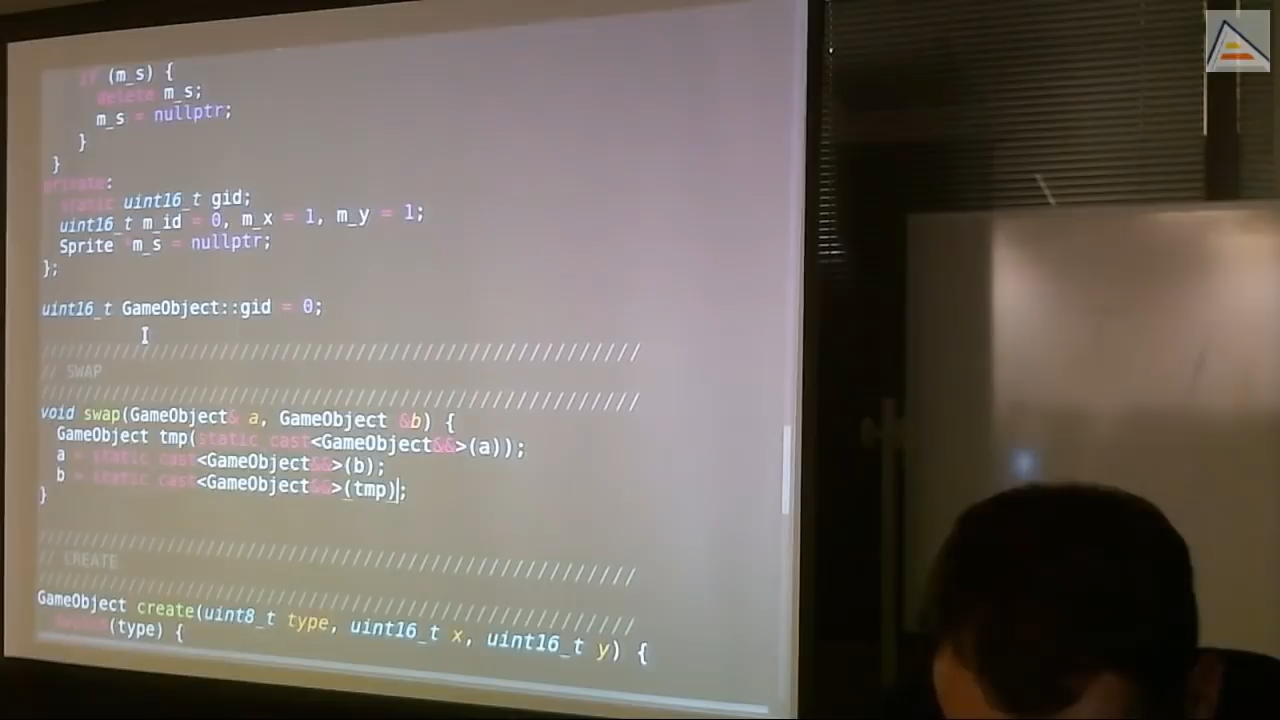 if (m_s) {
delete m_s;
m_s = nullptr;
}
}
private:
static uint16_t gid;
uint16_t m_id = 0, m_x = 1, m_y = 1;
Sprite *m_s = nullptr;
};
uint16_t GameObject::gid = 0;
////////////////////////////////////////////////////////////////
// SWAP
////////////////////////////////////////////////////////////////
void swap(GameObject& a, GameObject &b) {
GameObject tmp(static_cast<GameObject&&>(a));
a = static_cast<GameObject&&>(b);
b = static_cast<GameObject&&>(tmp);
}
////////////////////////////////////////////////////////////////
// CREATE
////////////////////////////////////////////////////////////////
GameObject create(uint8_t type, uint16_t x, uint16_t y) {
switch(type) {